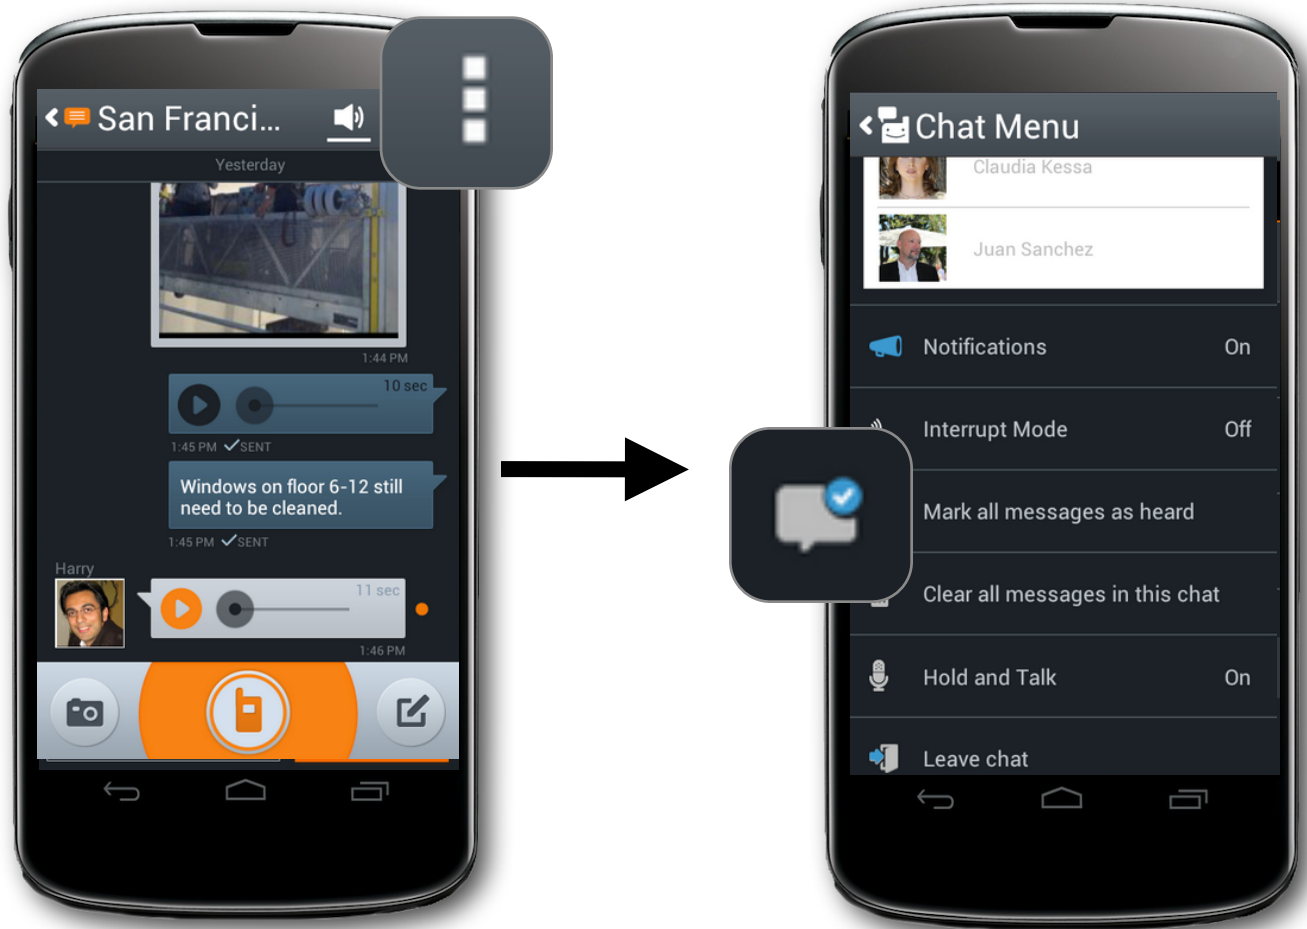 San Franci...
Yesterday
1:44 PM
10 sec
1:45 PM ✓SENT
Windows on floor 6-12 still
need to be cleaned.
1:45 PM ✓SENT
Harry
11 sec
1:46 PM
Chat Menu
Claudia Kessa
Juan Sanchez
Notifications On
Interrupt Mode Off
Mark all messages as heard
Clear all messages in this chat
Hold and Talk On
Leave chat